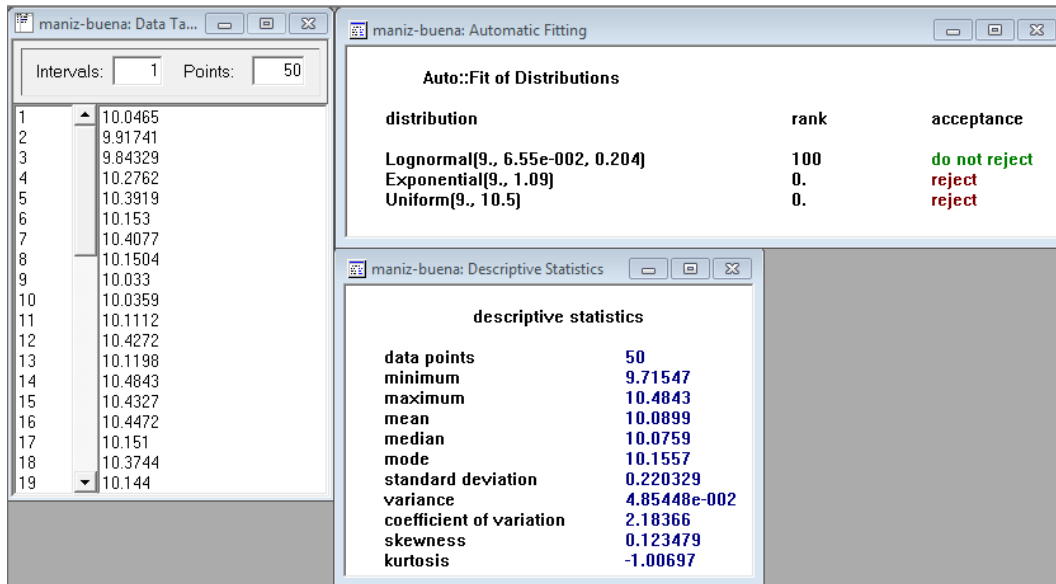 maniz-buena: Data Ta...
Intervals: 1 Points: 50
1 10.0465
2 9.91741
3 9.84329
4 10.2762
5 10.3919
6 10.153
7 10.4077
8 10.1504
9 10.033
10 10.0359
11 10.1112
12 10.4272
13 10.1198
14 10.4843
15 10.4327
16 10.4472
17 10.151
18 10.3744
19 10.144
maniz-buena: Automatic Fitting
Auto::Fit of Distributions
distribution rank acceptance
Lognormal(9., 6.55e-002, 0.204) 100 do not reject
Exponential(9., 1.09) 0. reject
Uniform(9., 10.5) 0. reject
maniz-buena: Descriptive Statistics
descriptive statistics
data points 50
minimum 9.71547
maximum 10.4843
mean 10.0899
median 10.0759
mode 10.1557
standard deviation 0.220329
variance 4.85448e-002
coefficient of variation 2.18366
skewness 0.123479
kurtosis -1.00697